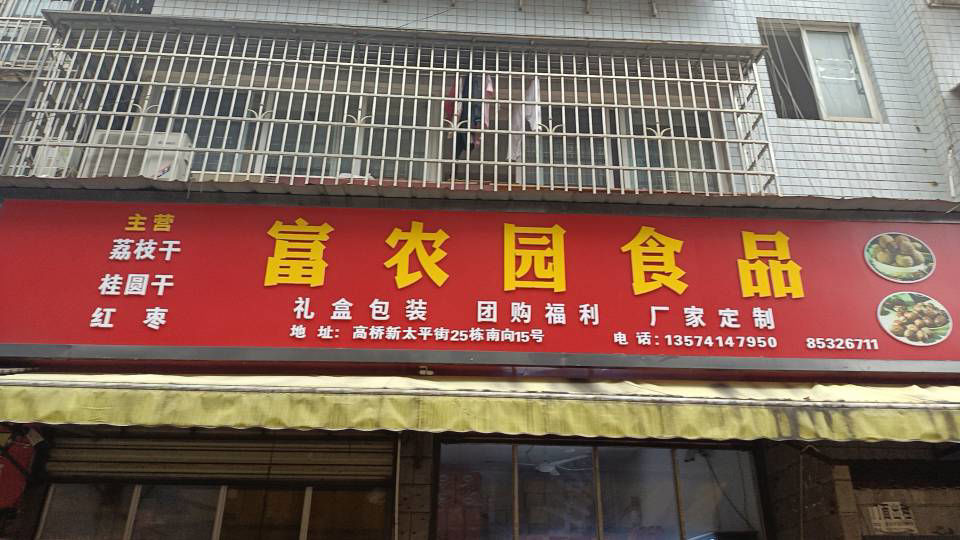 主营
荔枝干
桂圆干
红枣
富农园食品
礼盒包装 团购福利 厂家定制
地址：高桥新太平街25栋南向15号 电话：13574147950 85326711